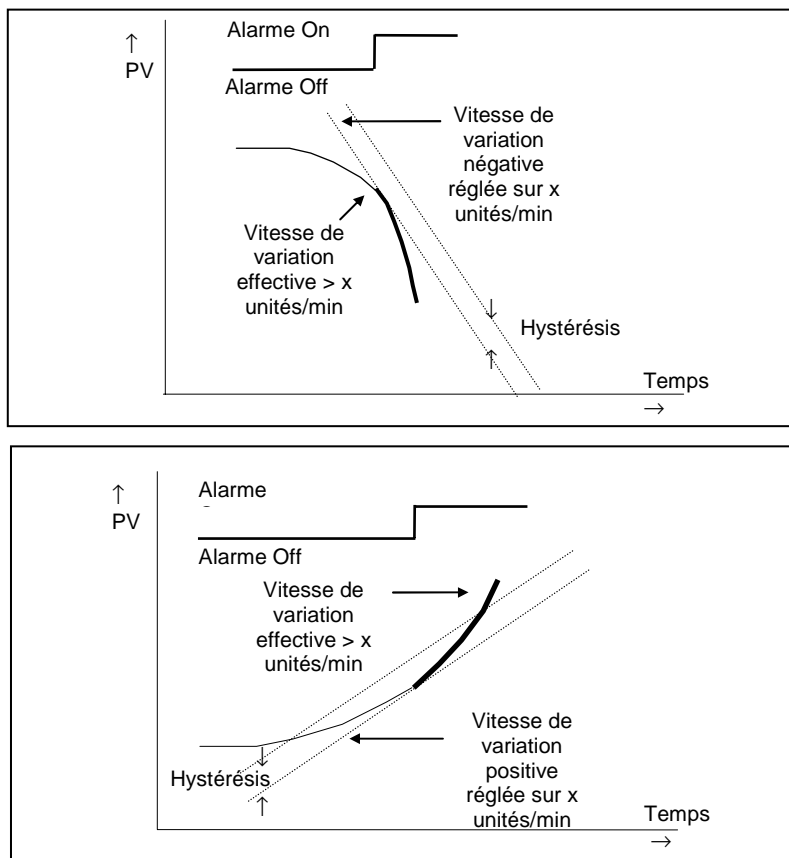 Alarme On
↑
PV
Alarme Off
Vitesse de
variation
négative
réglée sur x
unités/min
Vitesse de
variation
effective > x
unités/min
Hystérésis
Temps
→
↑
PV
Alarme
Alarme Off
Vitesse de
variation
effective > x
unités/min
Vitesse de
variation
positive
réglée sur x
unités/min
Hystérésis
Temps
→